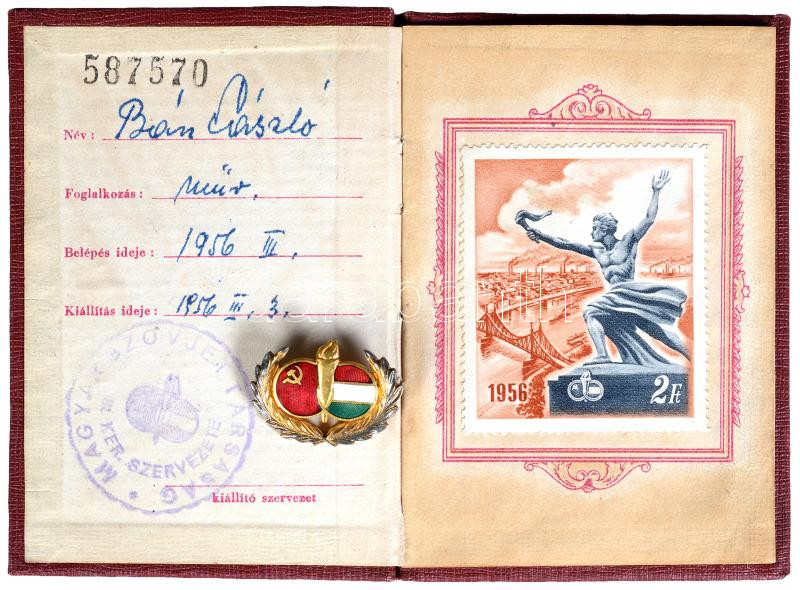 587570
Név: Bán László
Foglalkozás: műv.
Belépés ideje: 1956 III.
Kiállítás ideje: 1956 III. 3.
MAGYAR-SZOVJET TÁRSASÁG
KER. SZERVEZETE
kiállító szervezet
1956
2 Ft